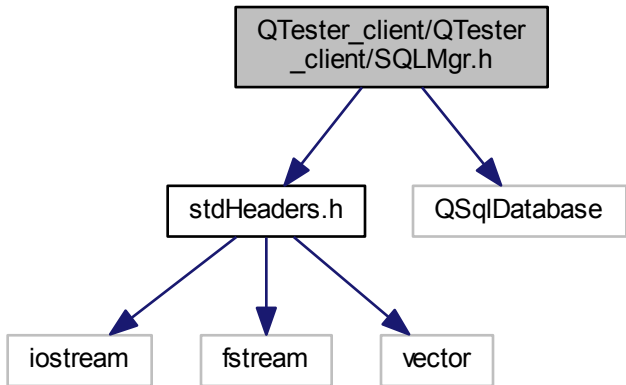 QTester_client/QTester
_client/SQLMgr.h
stdHeaders.h
QSqlDatabase
iostream
fstream
vector